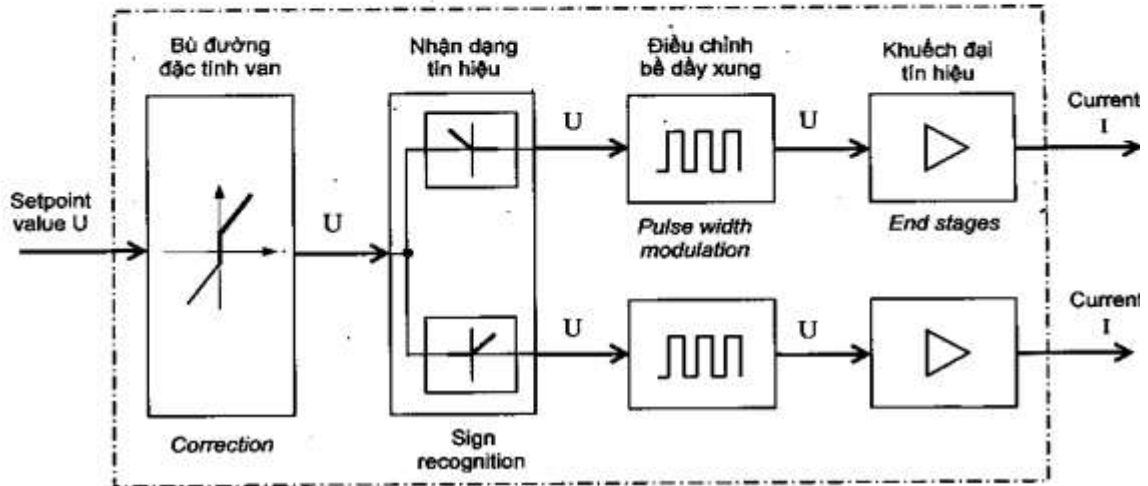 Bù đường
đặc tính van
Nhận dạng
tín hiệu
Điều chỉnh
bề dầy xung
Khuếch đại
tín hiệu
Current
I
U
U
Setpoint
value U
U
Pulse width
modulation
End stages
Current
I
U
U
Correction
Sign
recognition